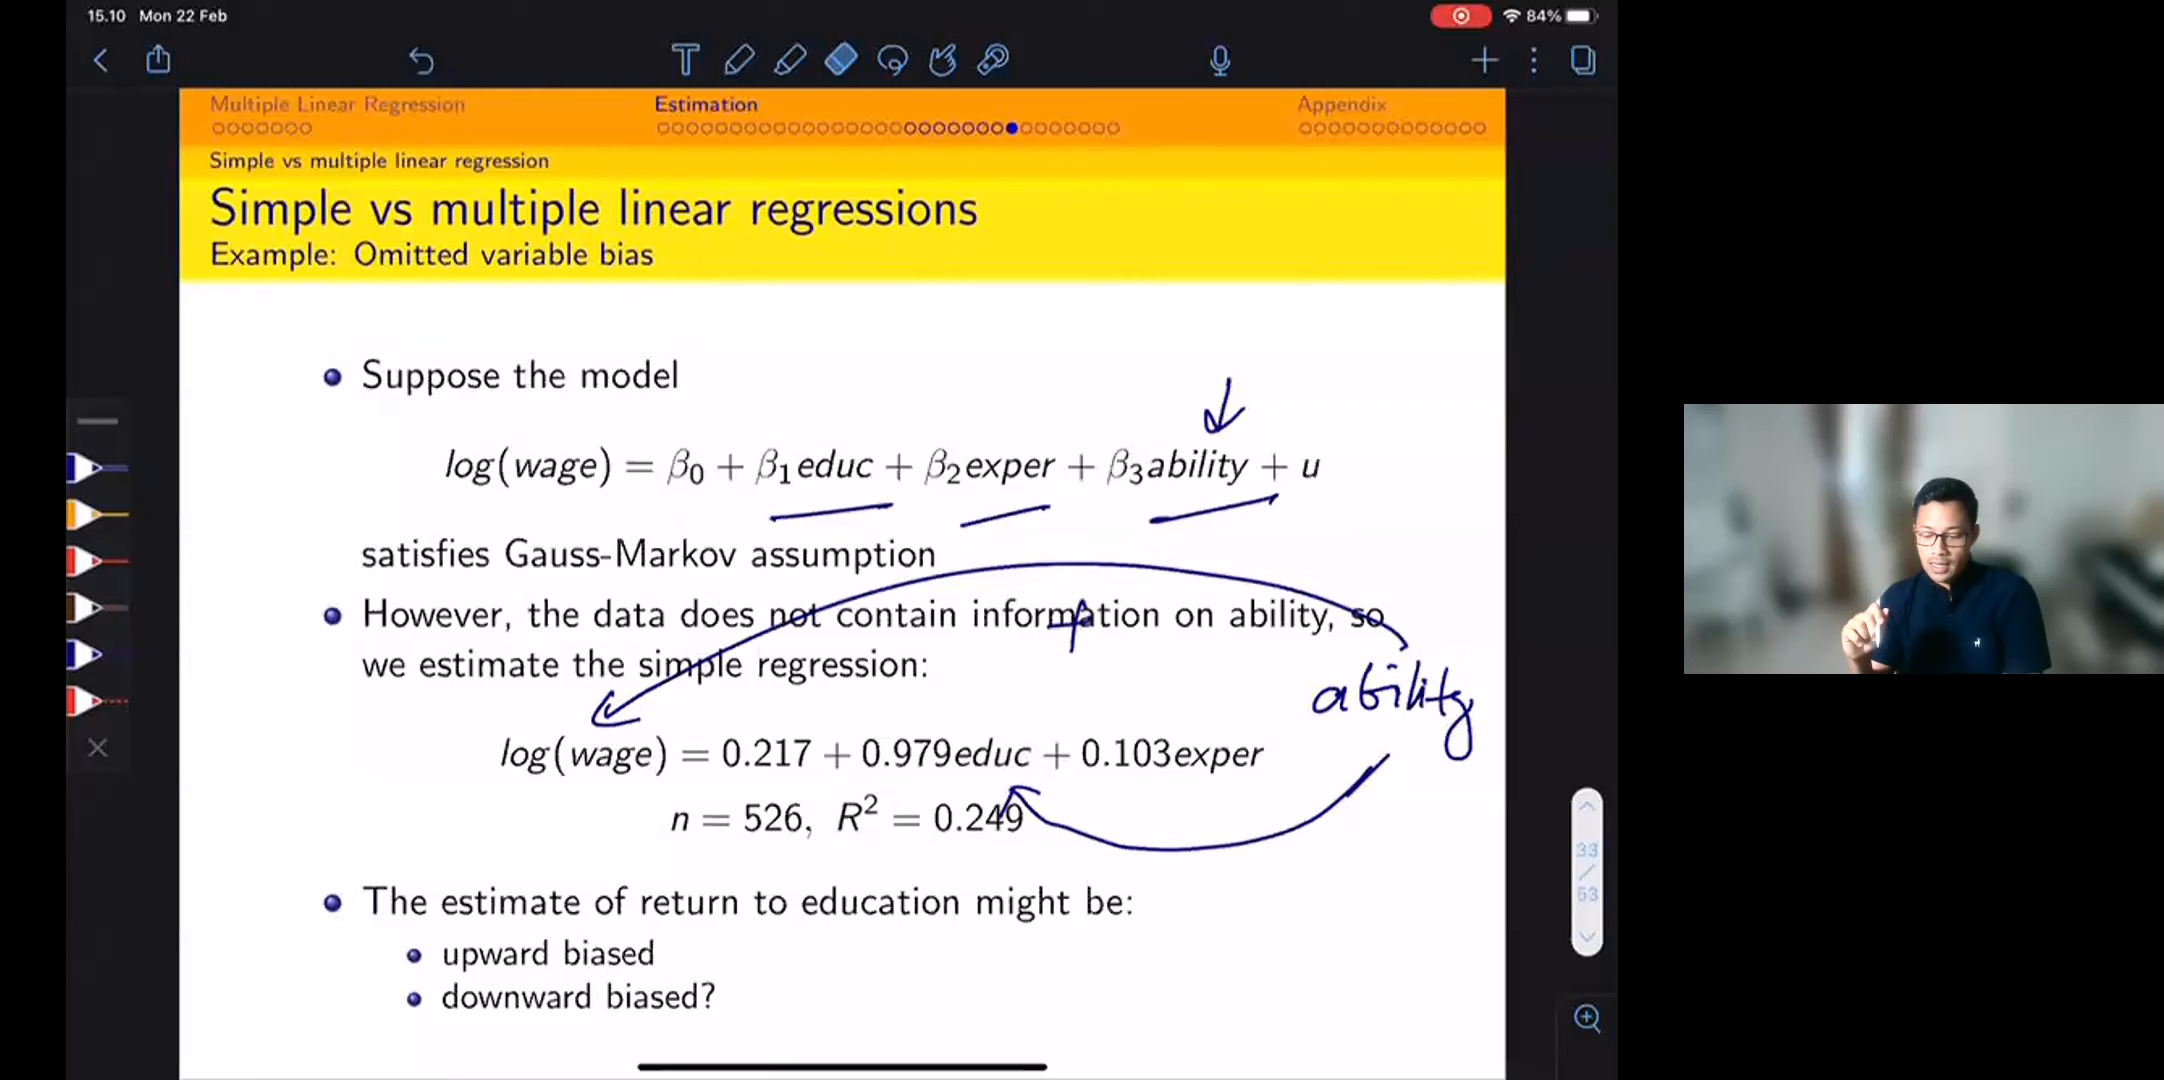 15.10 Mon 22 Feb
84%
Multiple Linear Regression Estimation Appendix
Simple vs multiple linear regression
Simple vs multiple linear regressions
Example: Omitted variable bias
Suppose the model
log(wage) = β0 + β1educ + β2exper + β3ability + u
satisfies Gauss-Markov assumption
However, the data does not contain information on ability, so
we estimate the simple regression:
ability
log(wage) = 0.217 + 0.979educ + 0.103exper
n = 526, R² = 0.249
The estimate of return to education might be:
upward biased
downward biased?
33
/
53